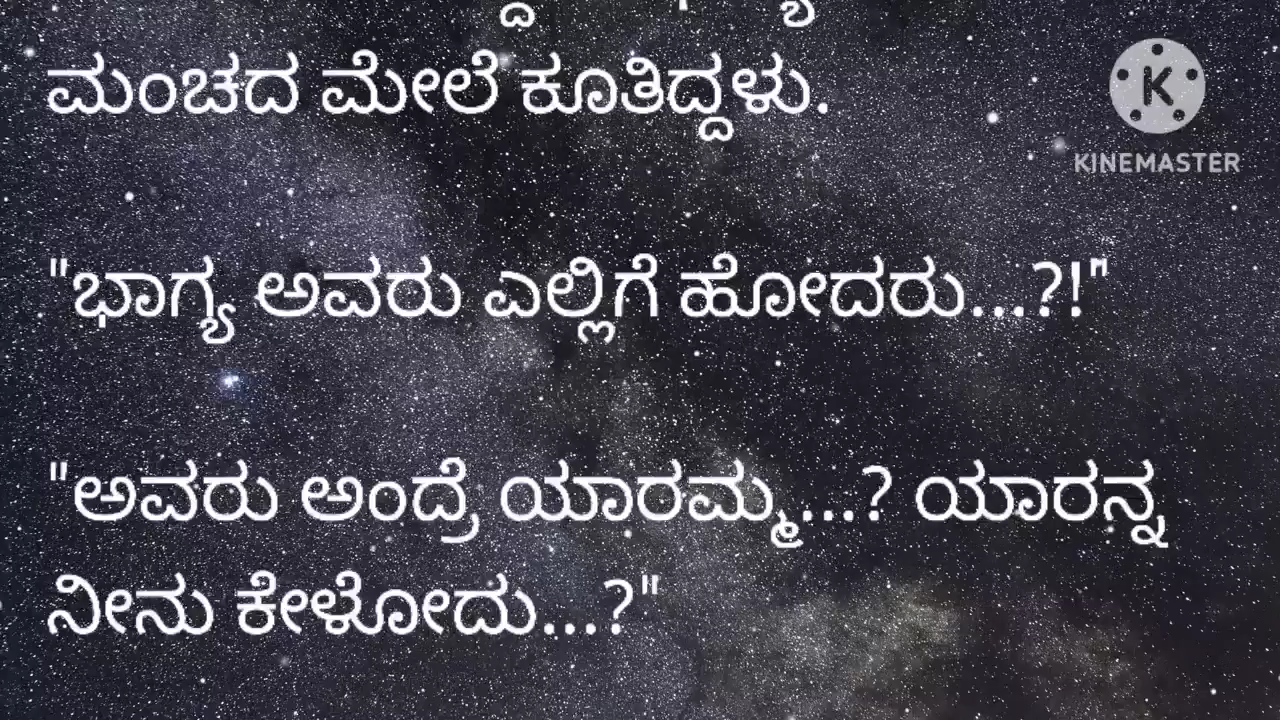 ಮಂಚದ ಮೇಲೆ ಕೂತಿದ್ದಳು.
KINEMASTER
"ಭಾಗ್ಯ ಅವರು ಎಲ್ಲಿಗೆ ಹೋದರು...?!"
"ಅವರು ಅಂದ್ರೆ ಯಾರಮ್ಮ...? ಯಾರನ್ನ
ನೀನು ಕೇಳೋದು...?"